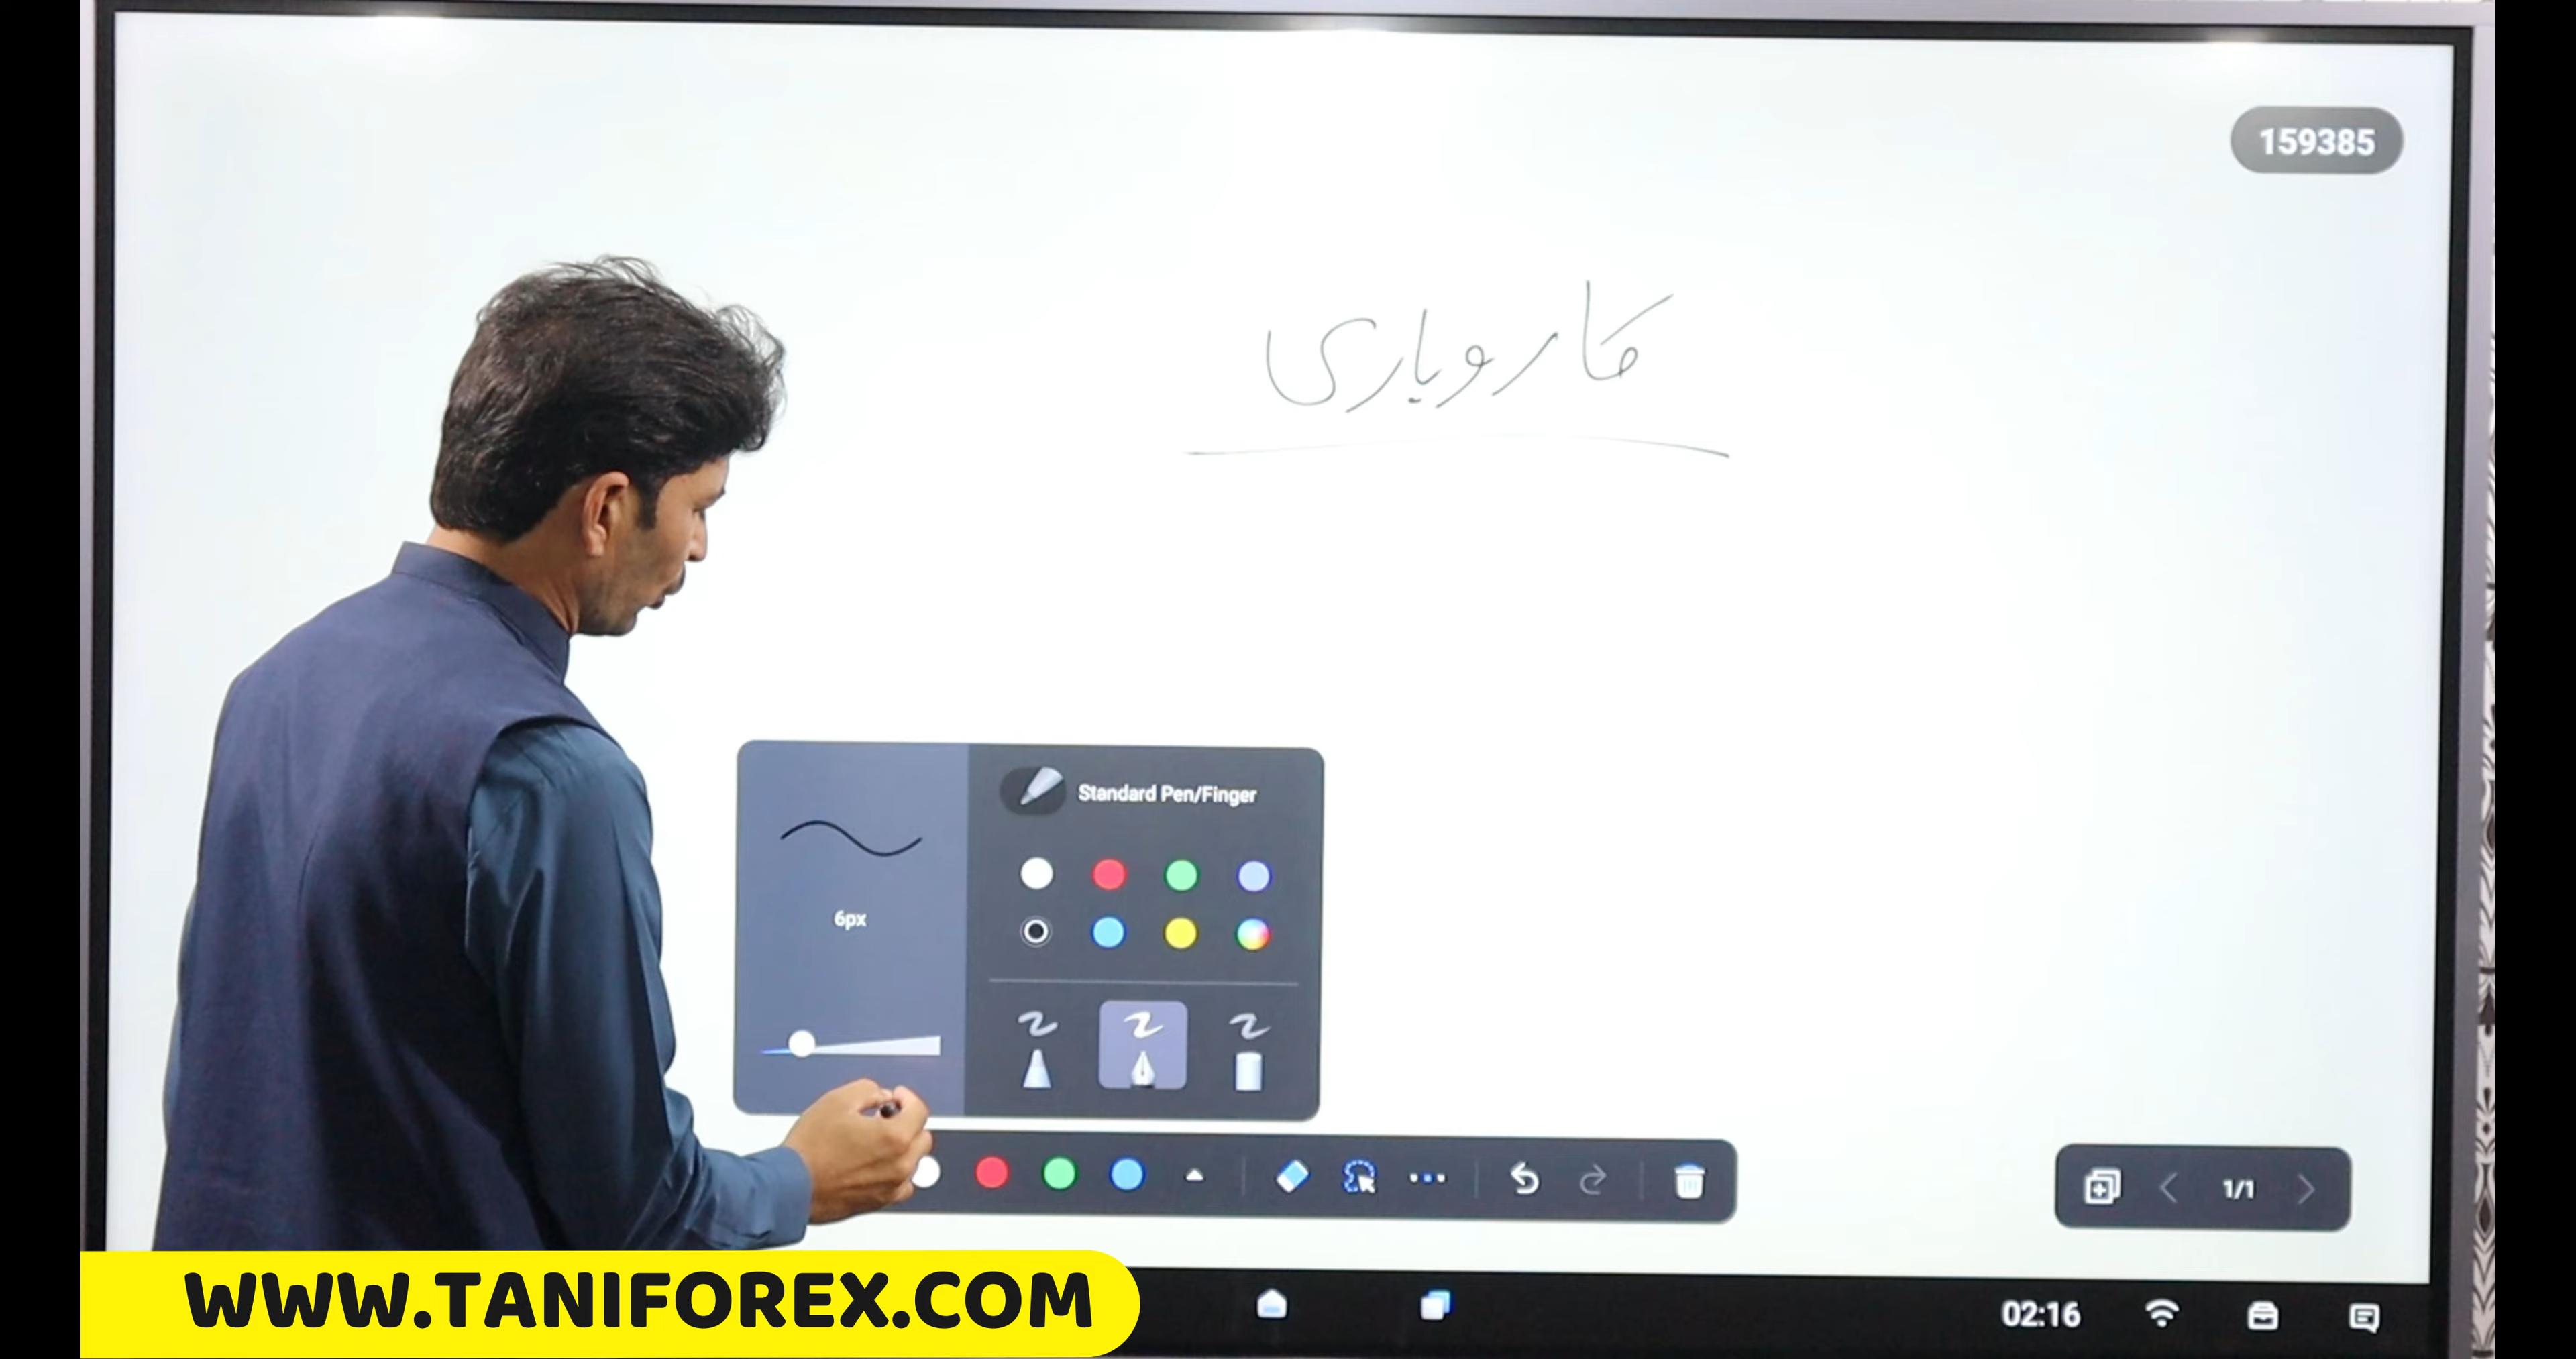 159385
کاروباری
Standard Pen/Finger
6px
1/1
WWW.TANIFOREX.COM
02:16